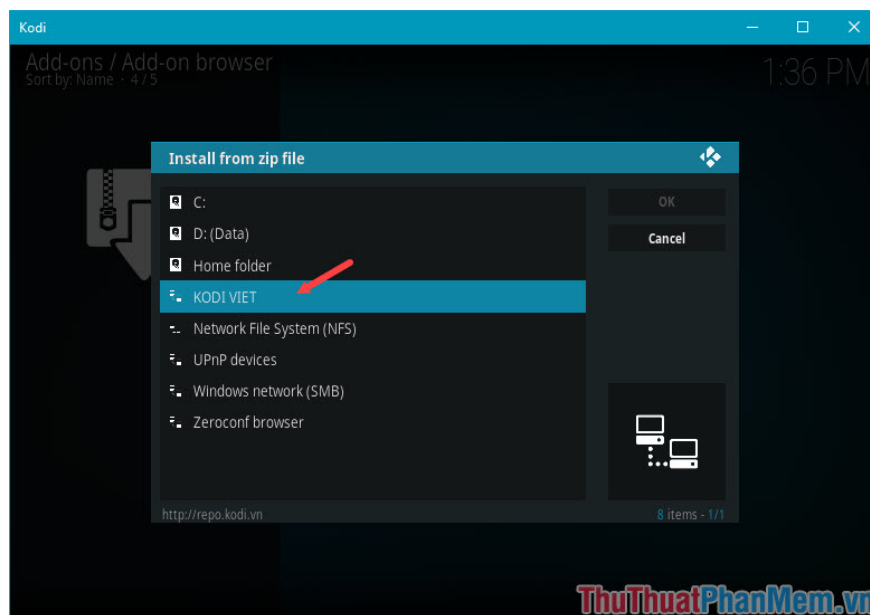 Kodi
Add-ons / Add-on browser
Sort by: Name · 4 / 5
1:36 PM
Install from zip file
C:
D: (Data)
Home folder
KODI VIET
Network File System (NFS)
UPnP devices
Windows network (SMB)
Zeroconf browser
OK
Cancel
http://repo.kodi.vn
8 items - 1/1
ThuThuatPhanMem.vn